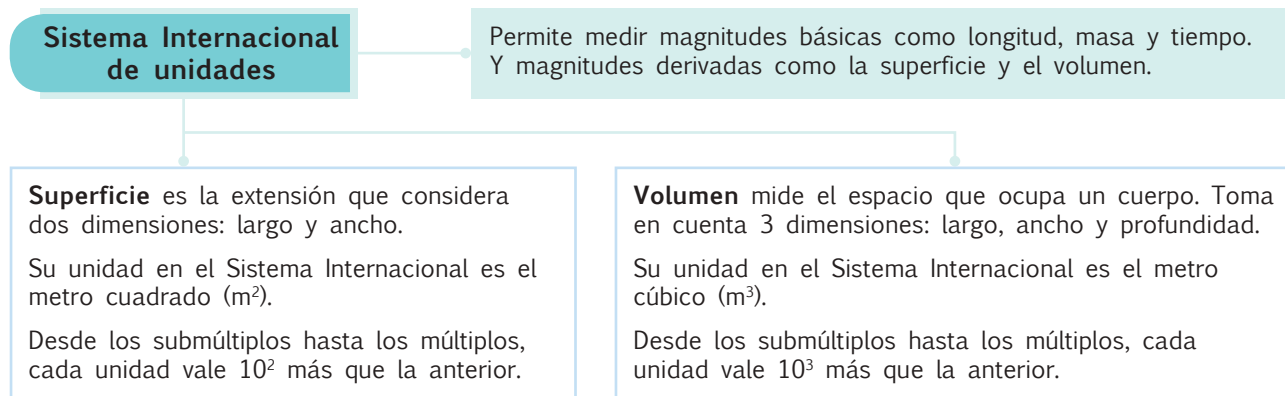 Sistema Internacional
de unidades
Permite medir magnitudes básicas como longitud, masa y tiempo.
Y magnitudes derivadas como la superficie y el volumen.
Superficie es la extensión que considera
dos dimensiones: largo y ancho.
Su unidad en el Sistema Internacional es el
metro cuadrado (m²).
Desde los submúltiplos hasta los múltiplos,
cada unidad vale 10² más que la anterior.
Volumen mide el espacio que ocupa un cuerpo. Toma
en cuenta 3 dimensiones: largo, ancho y profundidad.
Su unidad en el Sistema Internacional es el metro
cúbico (m³).
Desde los submúltiplos hasta los múltiplos, cada
unidad vale 10³ más que la anterior.